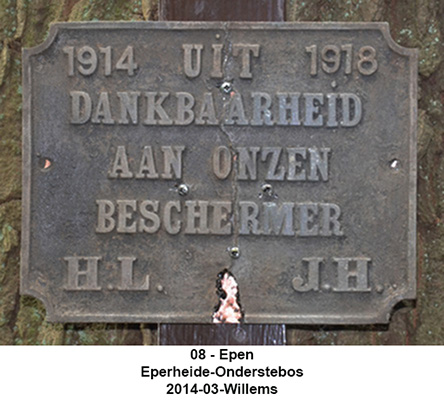 1914 UIT 1918
DANKBAARHEID
AAN ONZEN
BESCHERMER
H.L. J.H.
08 - Epen
Eperheide-Onderstebos
2014-03-Willems